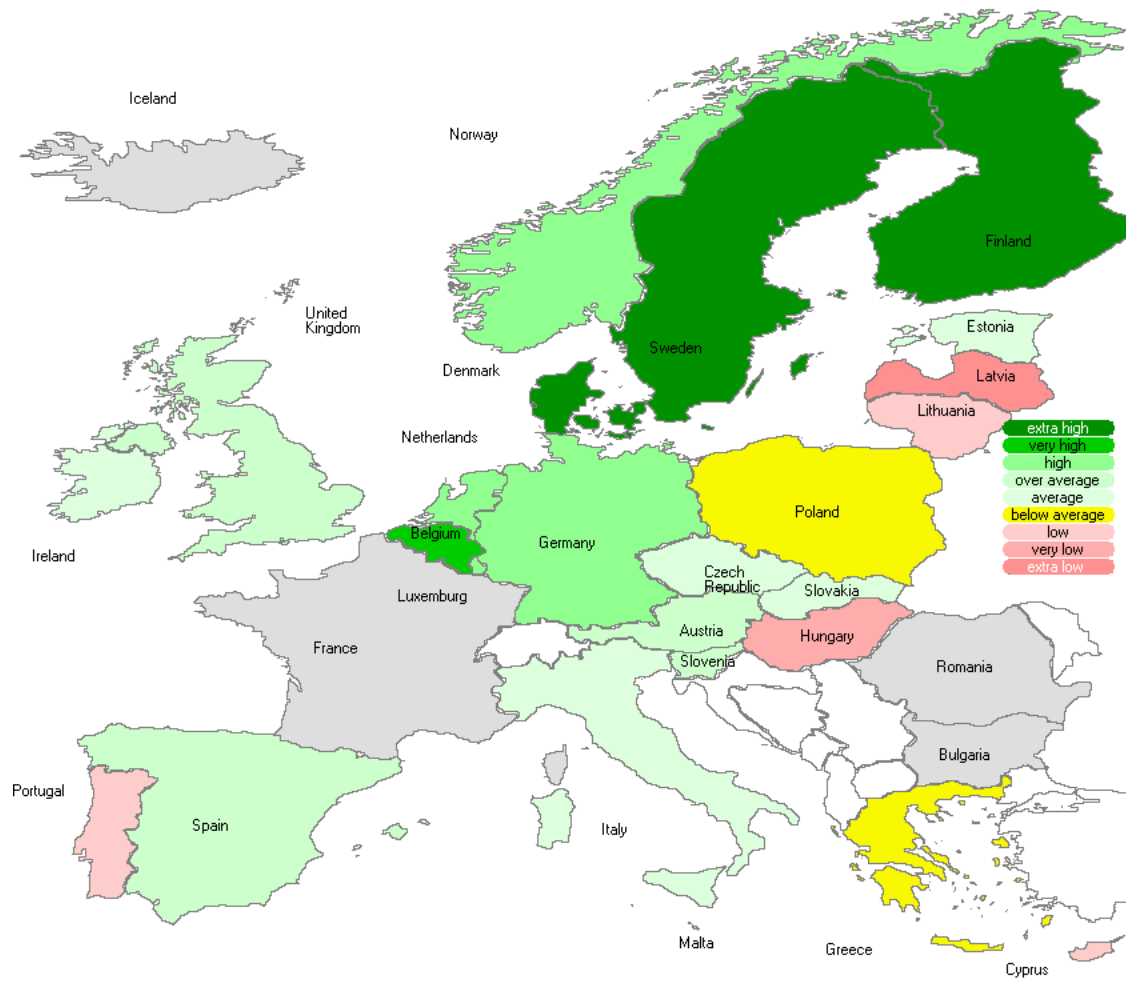 Iceland
Norway
Finland
United
Kingdom
Estonia
Sweden
Denmark
Latvia
Lithuania
Netherlands
extra high
very high
high
over average
average
below average
low
very low
extra low
Poland
Belgium
Germany
Ireland
Czech
Republic
Slovakia
Luxemburg
Austria
Hungary
France
Slovenia
Romania
Bulgaria
Portugal
Spain
Italy
Malta
Greece
Cyprus